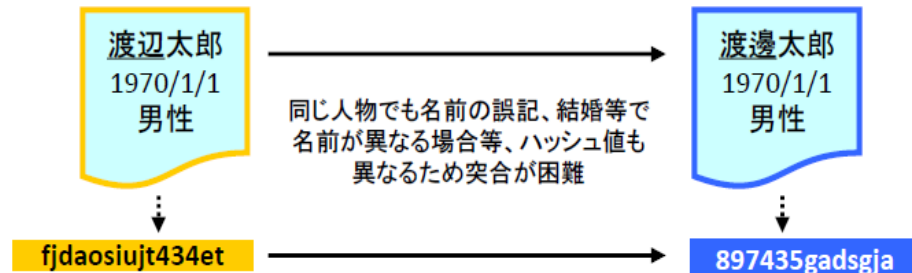 渡辺太郎
1970/1/1
男性
同じ人物でも名前の誤記、結婚等で
名前が異なる場合等、ハッシュ値も
異なるため突合が困難
渡邊太郎
1970/1/1
男性
fjdaosiujt434et
897435gadsgja